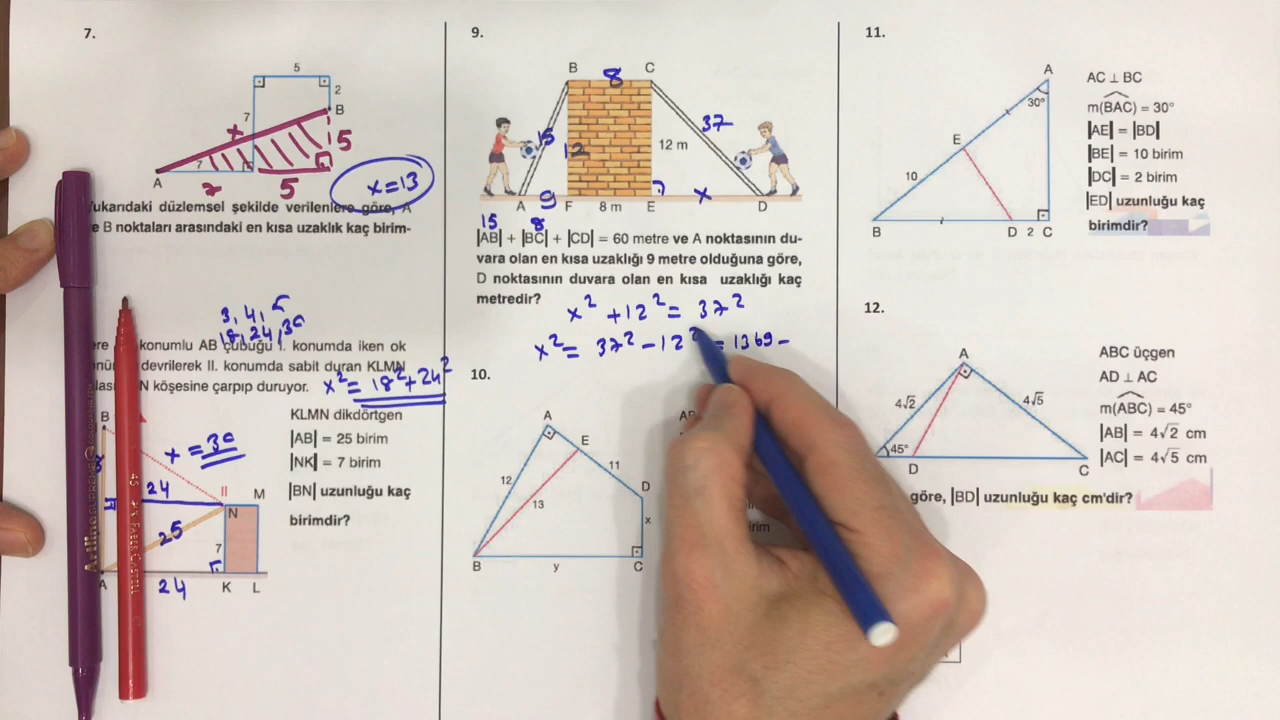 7.
5
2
B
7
x
5
7
A
7
5
x=13
Yukarıdaki düzlemsel şekilde verilenlere göre, A
B noktaları arasındaki en kısa uzaklık kaç birim-
3, 4, 5
18, 24, 30
konumlu AB çubuğu 1. konumda iken ok
devrilerek II. konumda sabit duran KLMN
N köşesine çarpıp duruyor.
x² = 18² + 24²
B
x = 30
24
II
M
N
25
7
A
24
K
L
KLMN dikdörtgen
|AB| = 25 birim
|NK| = 7 birim
|BN| uzunluğu kaç
birimdir?
Artline SUPREME
45
9.
B
8
C
15
12
37
12 m
9
x
A
F
8 m
E
D
15
8
|AB| + |BC| + |CD| = 60 metre ve A noktasının du-
vara olan en kısa uzaklığı 9 metre olduğuna göre,
D noktasının duvara olan en kısa uzaklığı kaç
metredir?
x² + 12² = 37²
x² = 37² - 12² = 1369 -
10.
A
E
12
11
13
D
x
B
y
C
11.
A
30°
E
10
B
D
2
C
AC ⊥ BC
m(BAC) = 30°
|AE| = |BD|
|BE| = 10 birim
|DC| = 2 birim
|ED| uzunluğu kaç
birimdir?
12.
A
4√2
4√5
45°
D
C
ABC üçgen
AD ⊥ AC
m(ABC) = 45°
|AB| = 4√2 cm
|AC| = 4√5 cm
göre, |BD| uzunluğu kaç cm'dir?